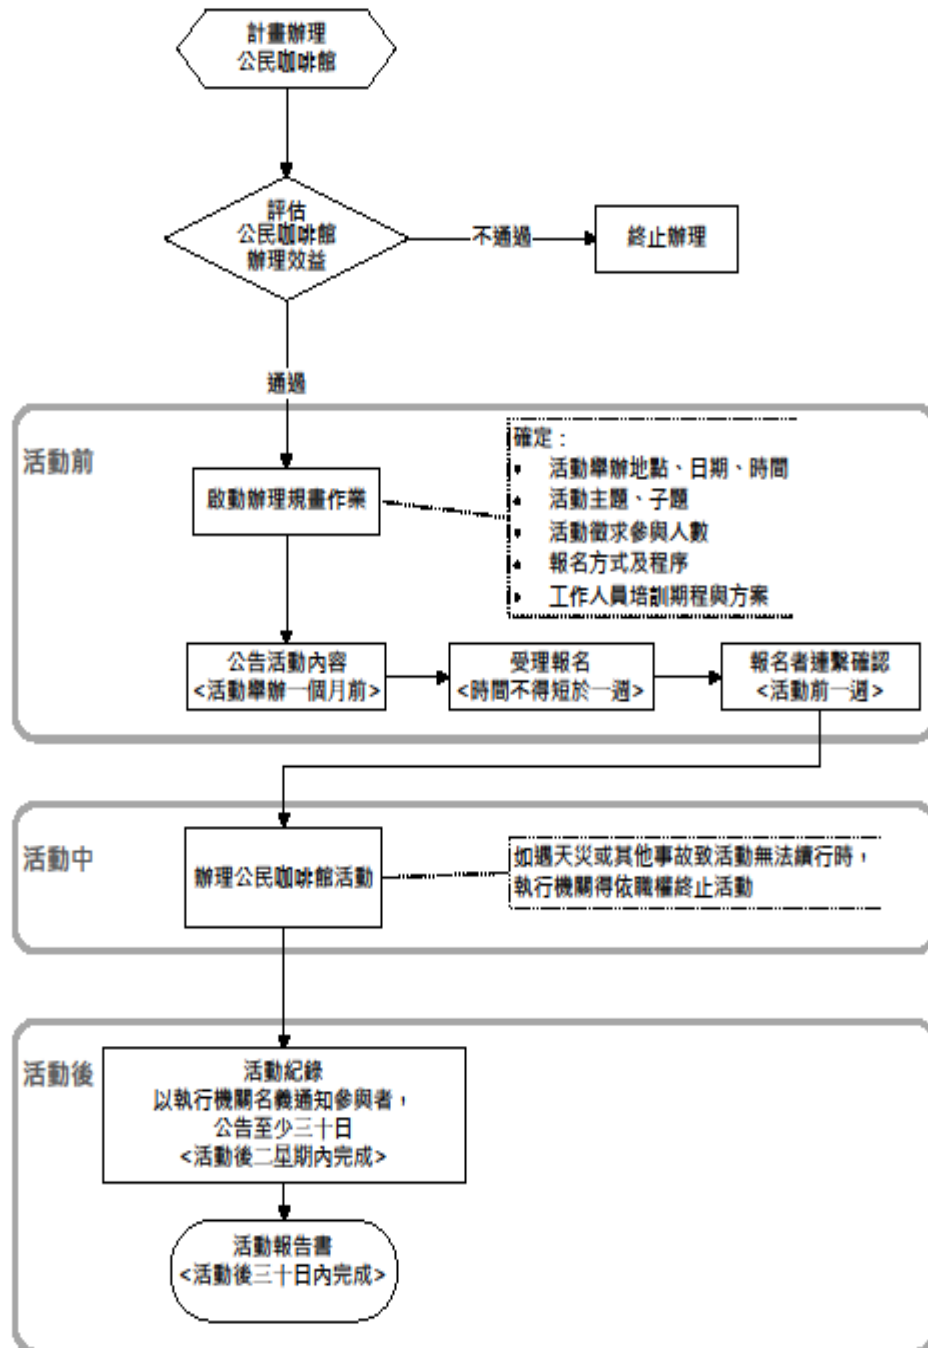 計畫辦理
公民咖啡館
評估
公民咖啡館
辦理效益
不通過
終止辦理
通過
活動前
啟動辦理規畫作業
確定：
• 活動舉辦地點、日期、時間
• 活動主題、子題
• 活動徵求參與人數
• 報名方式及程序
• 工作人員培訓期程與方案
公告活動內容
<活動舉辦一個月前>
受理報名
<時間不得短於一週>
報名者連繫確認
<活動前一週>
活動中
辦理公民咖啡館活動
如遇天災或其他事故致活動無法續行時，
執行機關得依職權終止活動
活動後
活動紀錄
以執行機關名義通知參與者，
公告至少三十日
<活動後二星期內完成>
活動報告書
<活動後三十日內完成>